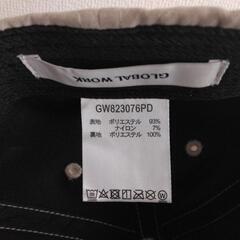 GLOBAL WORK
GW823076PD
表地 ポリエステル 93%
ナイロン 7%
裏地 ポリエステル 100%